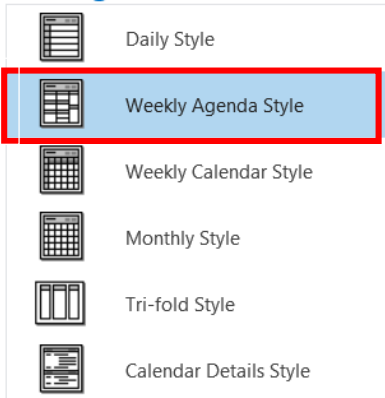 Daily Style
Weekly Agenda Style
Weekly Calendar Style
Monthly Style
Tri-fold Style
Calendar Details Style